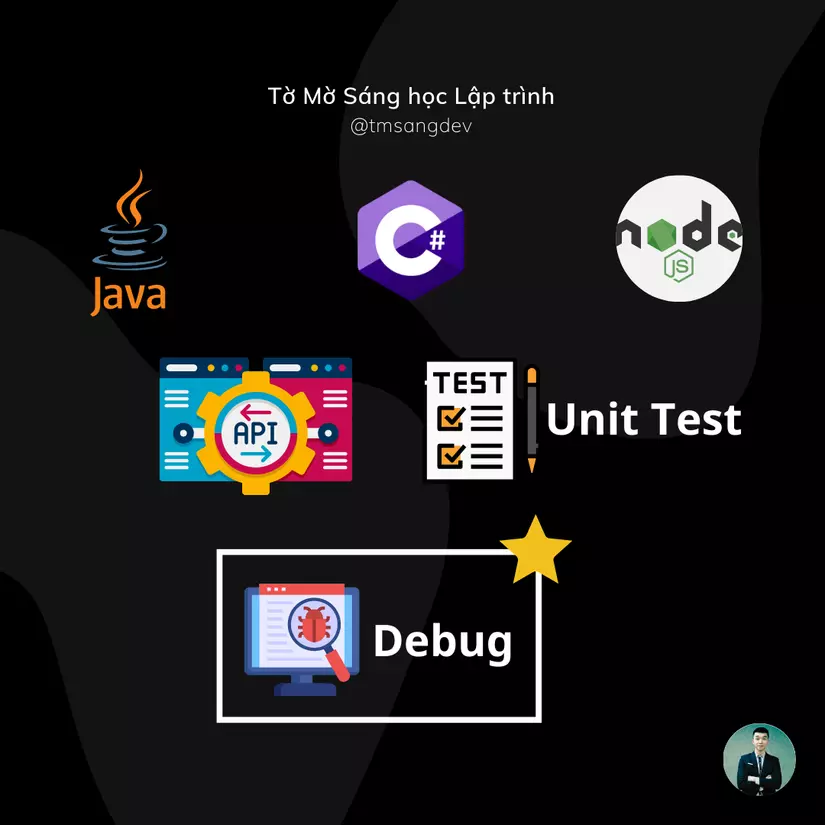 Tờ Mờ Sáng học Lập trình
@tmsangdev
Java
C#
node
JS
API
TEST
Unit Test
Debug